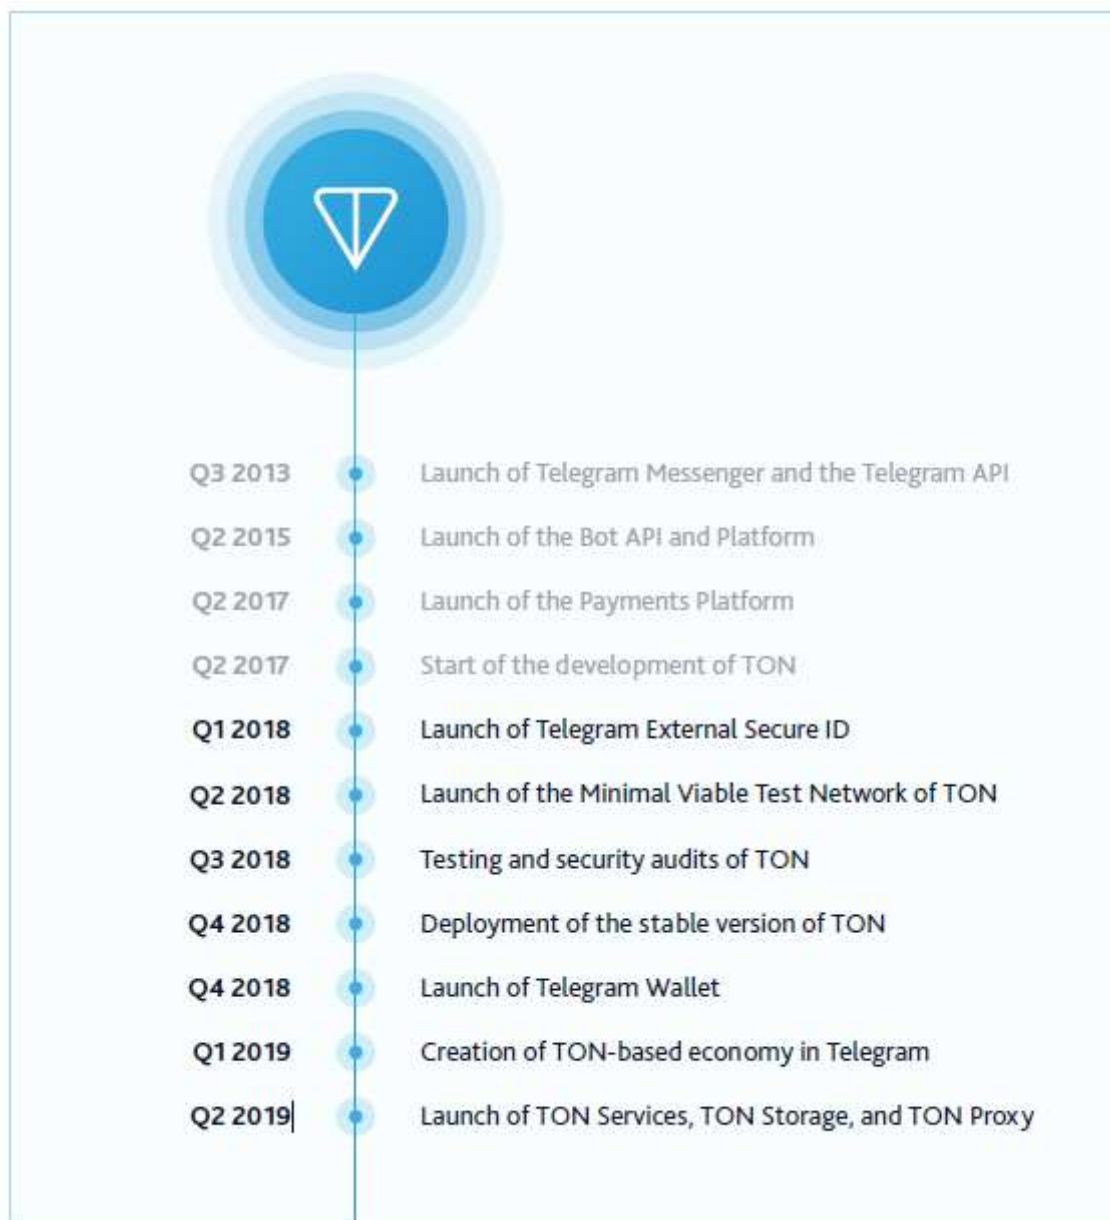 Q3 2013 Launch of Telegram Messenger and the Telegram API
Q2 2015 Launch of the Bot API and Platform
Q2 2017 Launch of the Payments Platform
Q2 2017 Start of the development of TON
Q1 2018 Launch of Telegram External Secure ID
Q2 2018 Launch of the Minimal Viable Test Network of TON
Q3 2018 Testing and security audits of TON
Q4 2018 Deployment of the stable version of TON
Q4 2018 Launch of Telegram Wallet
Q1 2019 Creation of TON-based economy in Telegram
Q2 2019 Launch of TON Services, TON Storage, and TON Proxy